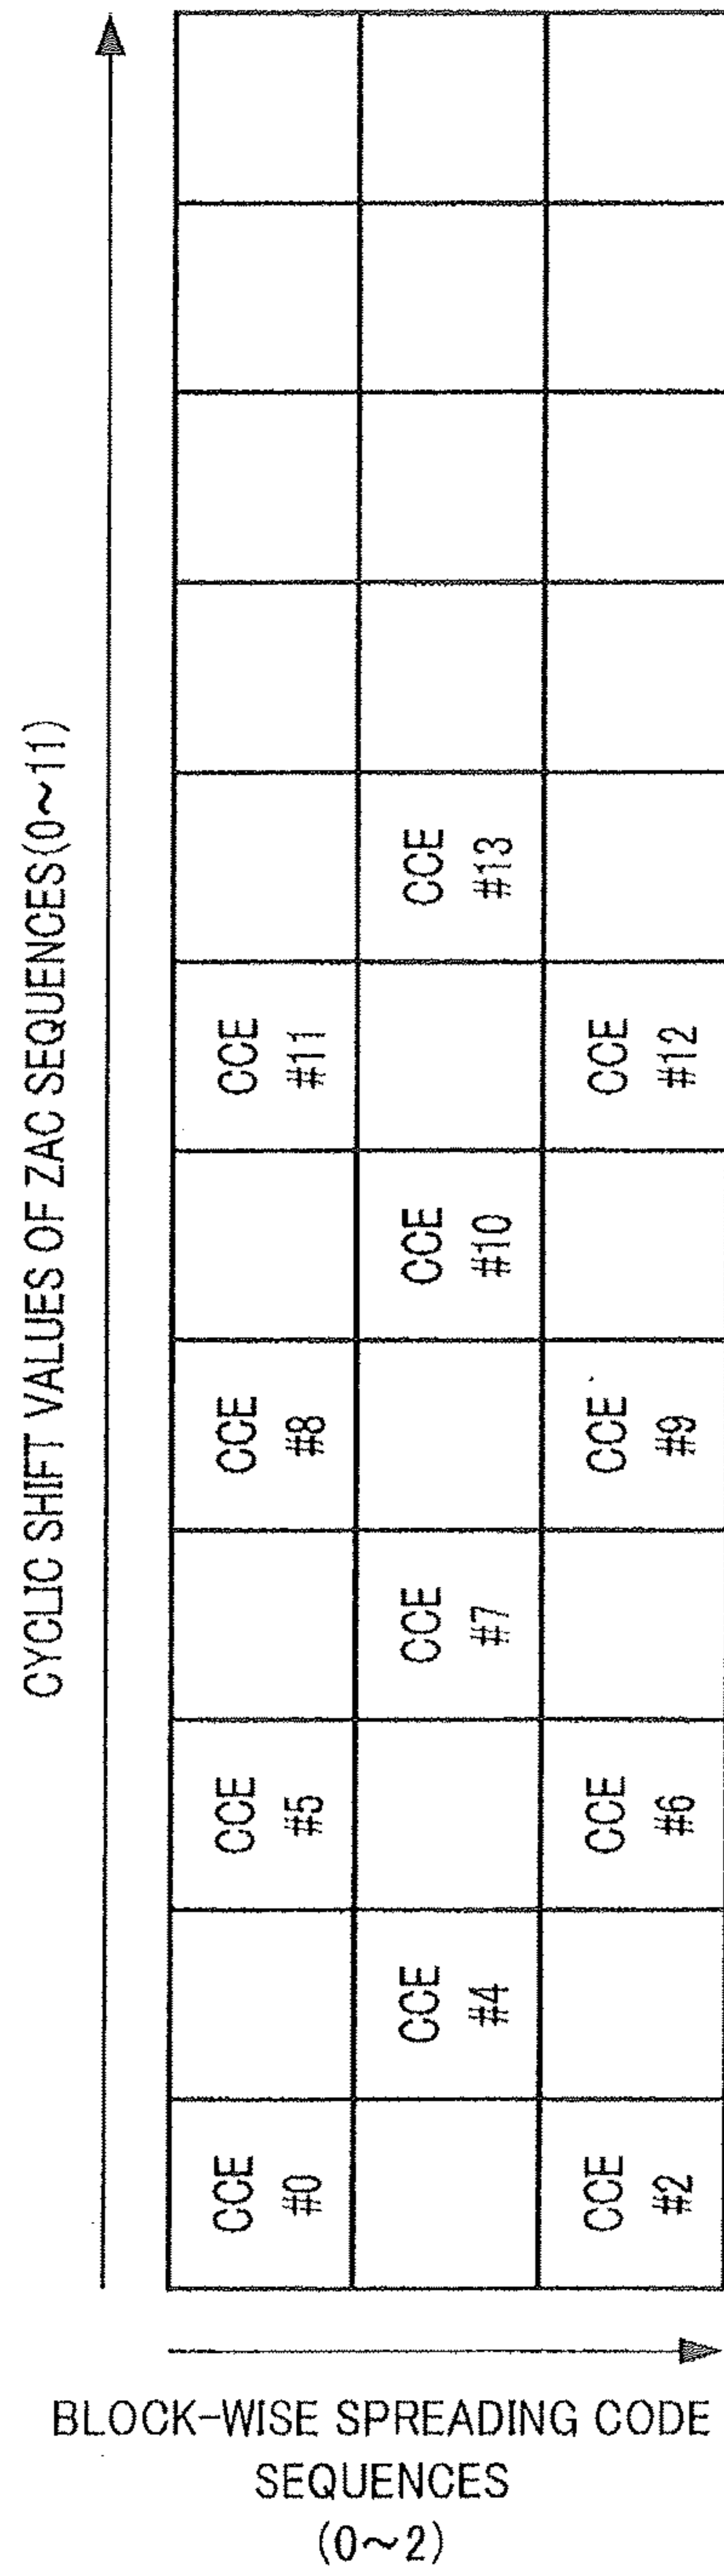 CYCLIC SHIFT VALUES OF ZAC SEQUENCES(0~11)
CCE
#13
CCE
#11
CCE
#12
CCE
#10
CCE
#8
CCE
#9
CCE
#7
CCE
#5
CCE
#6
CCE
#4
CCE
#0
CCE
#2
BLOCK-WISE SPREADING CODE
SEQUENCES
(0~2)